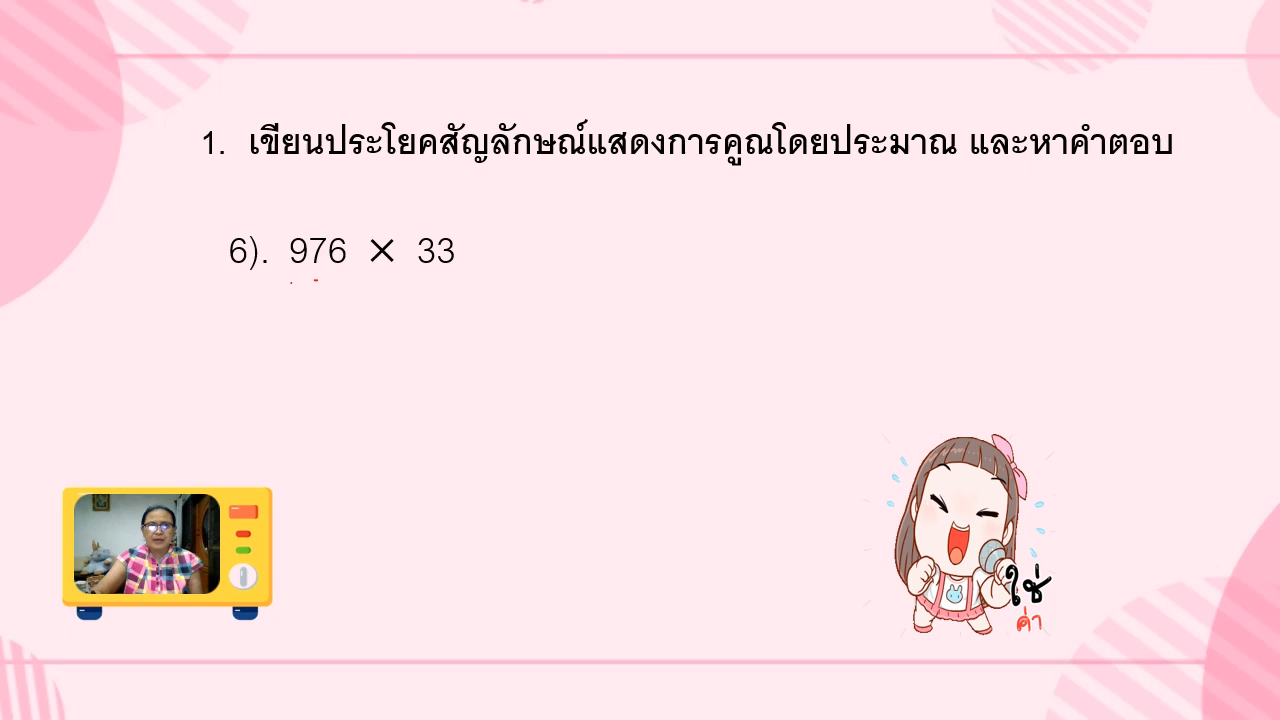 1. เขียนประโยคสัญลักษณ์แสดงการคูณโดยประมาณ และหาคำตอบ
6). 976 × 33
ใช่
ค่า